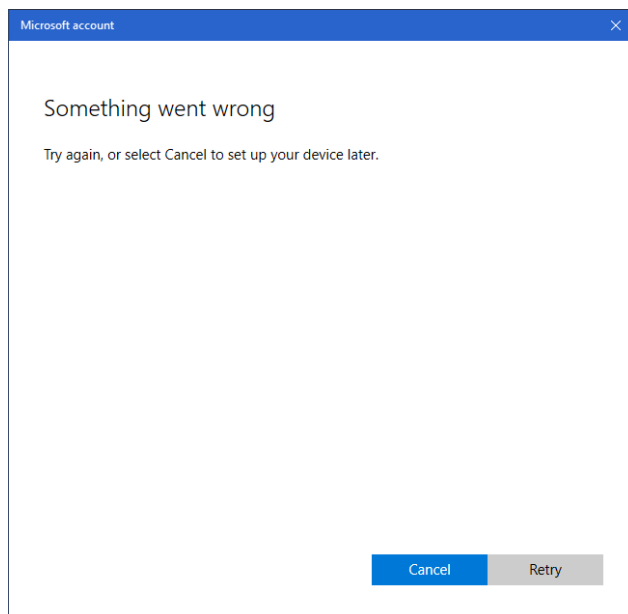 Microsoft account
Something went wrong
Try again, or select Cancel to set up your device later.
Cancel
Retry